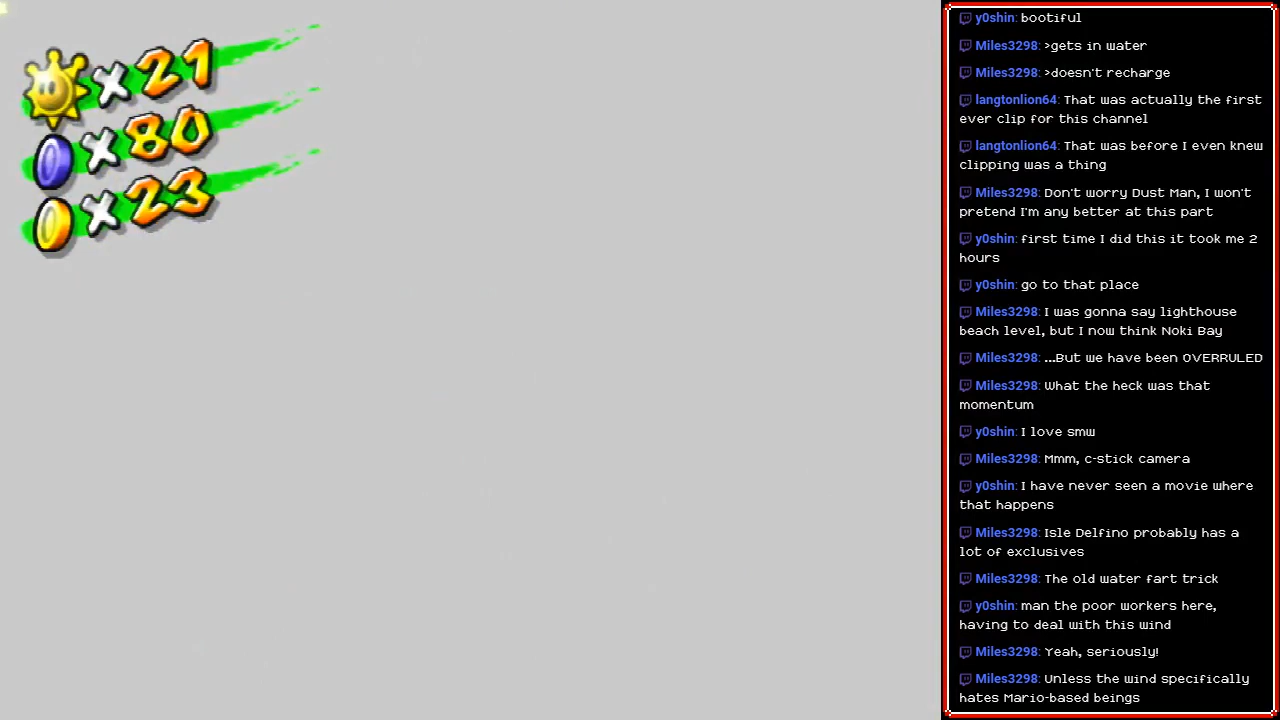 ×21
×80
×23
y0shin: bootiful
Miles3298: >gets in water
Miles3298: >doesn't recharge
langtonlion64: That was actually the first
ever clip for this channel
langtonlion64: That was before I even knew
clipping was a thing
Miles3298: Don't worry Dust Man, I won't
pretend I'm any better at this part
y0shin: first time I did this it took me 2
hours
y0shin: go to that place
Miles3298: I was gonna say lighthouse
beach level, but I now think Noki Bay
Miles3298: ...But we have been OVERRULED
Miles3298: What the heck was that
momentum
y0shin: I love smw
Miles3298: Mmm, c-stick camera
y0shin: I have never seen a movie where
that happens
Miles3298: Isle Delfino probably has a
lot of exclusives
Miles3298: The old water fart trick
y0shin: man the poor workers here,
having to deal with this wind
Miles3298: Yeah, seriously!
Miles3298: Unless the wind specifically
hates Mario-based beings